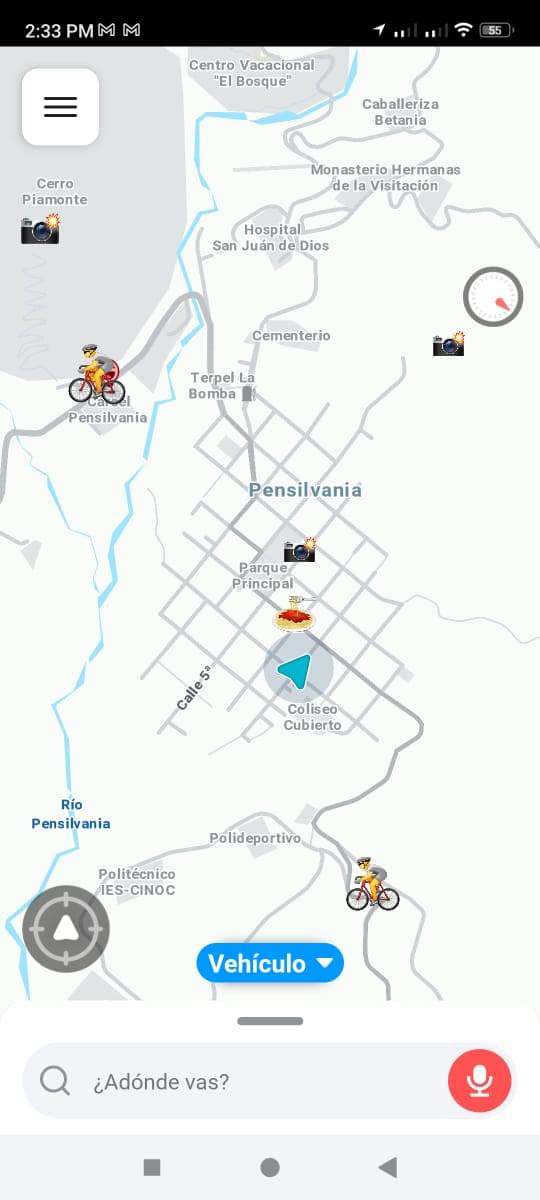 2:33 PM
55
Centro Vacacional
"El Bosque"
Caballeriza
Betania
Cerro
Piamonte
Monasterio Hermanas
de la Visitación
Hospital
San Juán de Dios
Cementerio
Terpel La
Bomba
Pensilvania
Pensilvania
Parque
Principal
Calle 5ª
Coliseo
Cubierto
Río
Pensilvania
Polideportivo
Politécnico
IES-CINOC
Vehículo
¿Adónde vas?